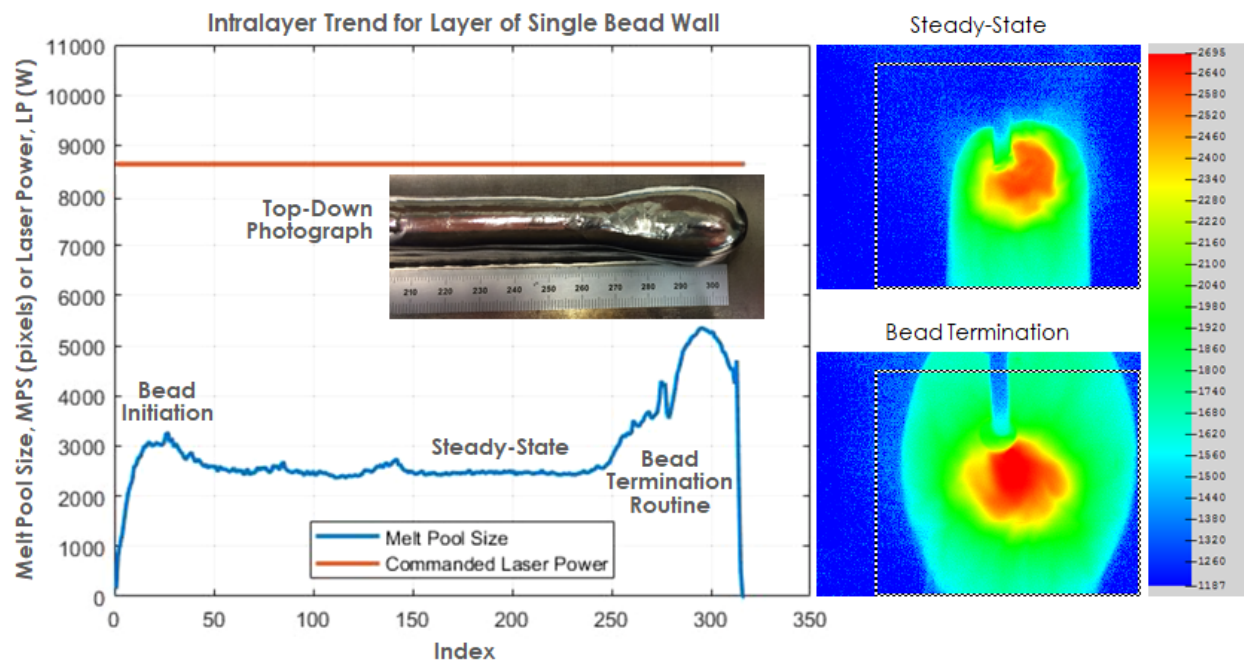 Intralayer Trend for Layer of Single Bead Wall
Melt Pool Size, MPS (pixels) or Laser Power, LP (W)
11000
10000
9000
8000
7000
6000
5000
4000
3000
2000
1000
0
Top-Down
Photograph
210 220 230 240 250 260 270 280 290 300
Bead
Initiation
Steady-State
Bead
Termination
Routine
Melt Pool Size
Commanded Laser Power
0 50 100 150 200 250 300 350
Index
Steady-State
Bead Termination
2695
2640
2580
2520
2460
2400
2340
2280
2220
2160
2100
2040
1980
1920
1860
1800
1740
1680
1620
1560
1500
1440
1380
1320
1260
1187